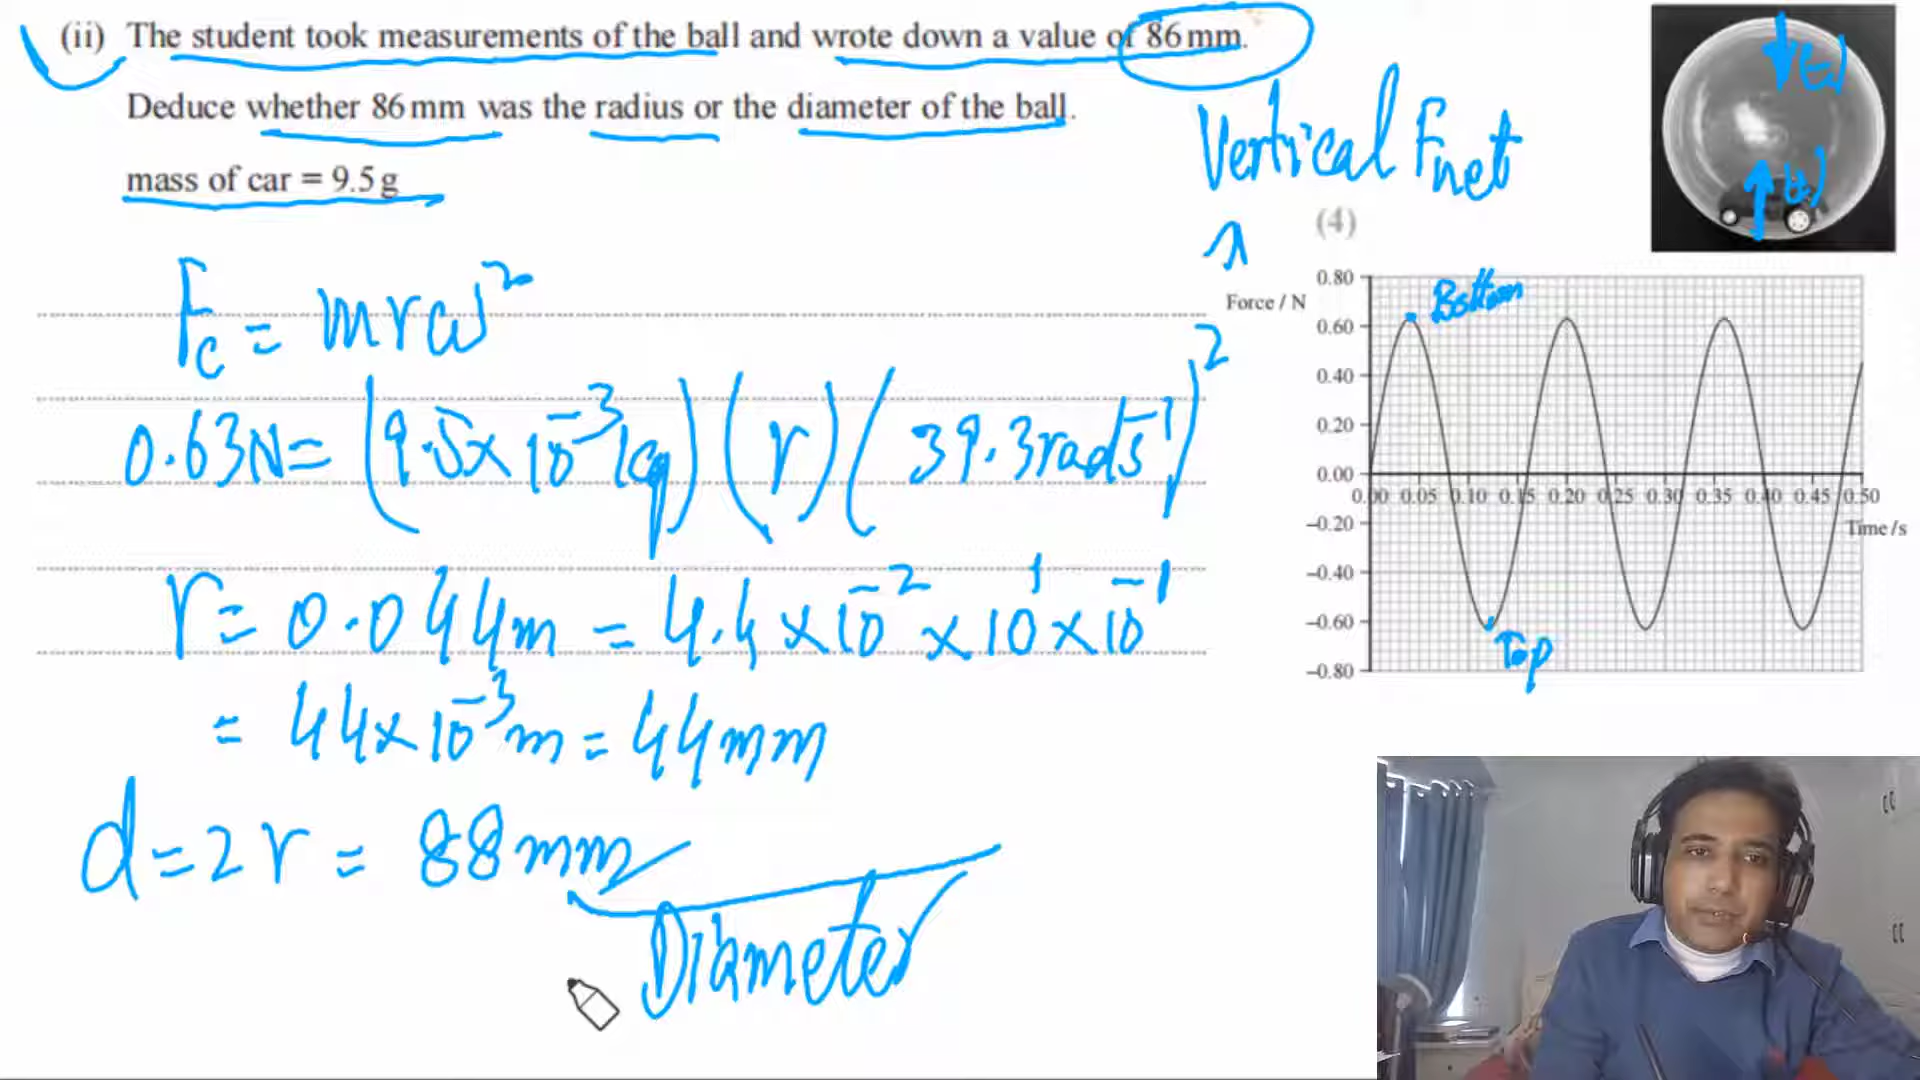 (ii) The student took measurements of the ball and wrote down a value of 86 mm.
Deduce whether 86 mm was the radius or the diameter of the ball.
mass of car = 9.5 g
(4)
Vertical Fnet
(-)
(+)
Fc = mrω²
0.63N = (9.5×10⁻³kg)(r)(39.3rads⁻¹)²
r = 0.044m = 4.4×10⁻²×10¹×10⁻¹
= 44×10⁻³m = 44mm
d = 2r = 88mm
Diameter
Force / N
0.80
0.60
0.40
0.20
0.00
−0.20
−0.40
−0.60
−0.80
0.00 0.05 0.10 0.15 0.20 0.25 0.30 0.35 0.40 0.45 0.50
Time / s
Bottom
Top